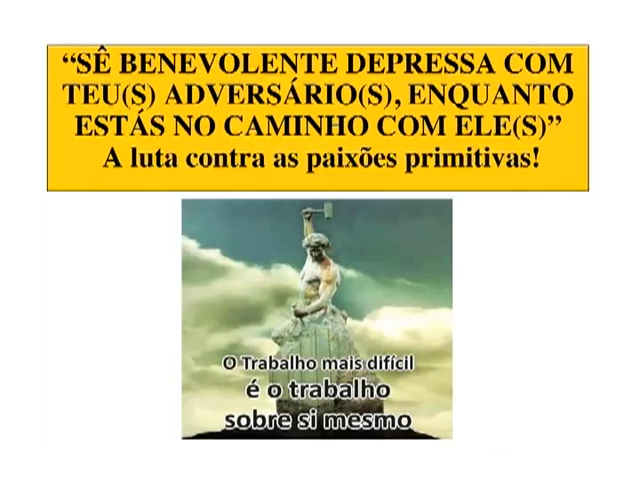 “SÊ BENEVOLENTE DEPRESSA COM
TEU(S) ADVERSÁRIO(S), ENQUANTO
ESTÁS NO CAMINHO COM ELE(S)”
A luta contra as paixões primitivas!
O Trabalho mais difícil
é o trabalho
sobre si mesmo